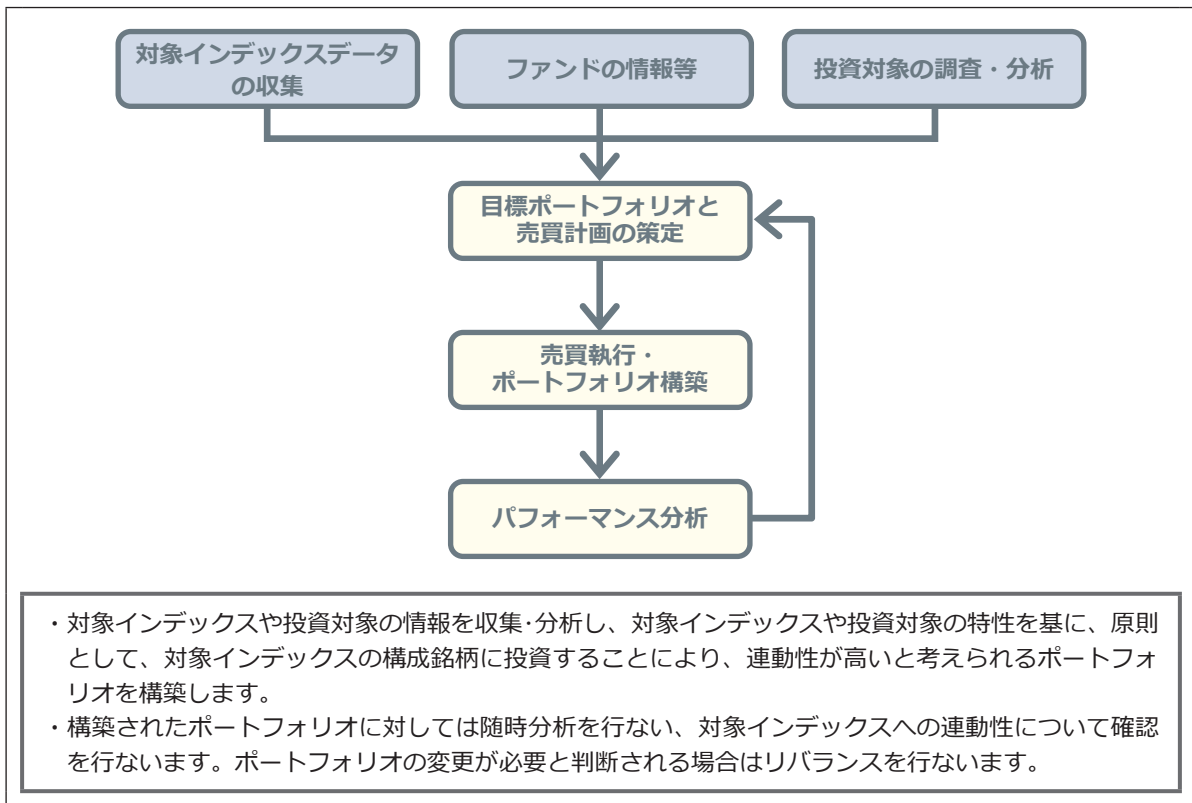 対象インデックスデータ
の収集
ファンドの情報等
投資対象の調査・分析
目標ポートフォリオと
売買計画の策定
売買執行・
ポートフォリオ構築
パフォーマンス分析
・対象インデックスや投資対象の情報を収集･分析し、対象インデックスや投資対象の特性を基に、原則
として、対象インデックスの構成銘柄に投資することにより、連動性が高いと考えられるポートフォ
リオを構築します。
・構築されたポートフォリオに対しては随時分析を行ない、対象インデックスへの連動性について確認
を行ないます。ポートフォリオの変更が必要と判断される場合はリバランスを行ないます。